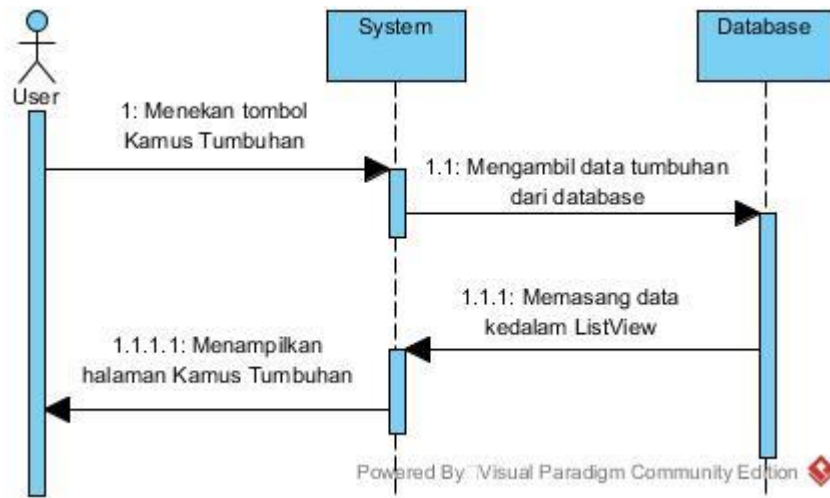 System
Database
User
1: Menekan tombol
Kamus Tumbuhan
1.1: Mengambil data tumbuhan
dari database
1.1.1: Memasang data
kedalam ListView
1.1.1.1: Menampilkan
halaman Kamus Tumbuhan
Powered By Visual Paradigm Community Edition